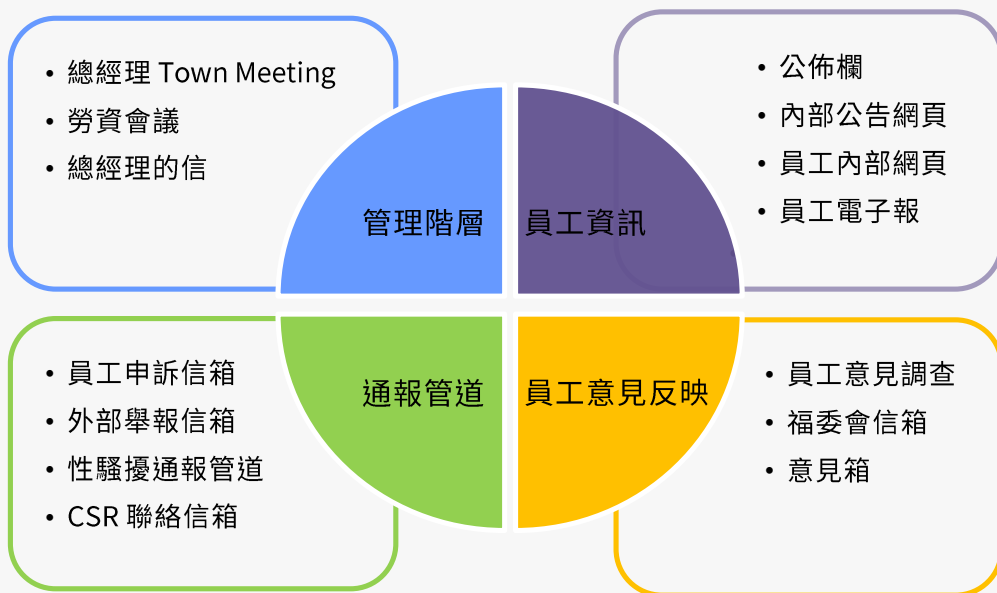 • 總經理 Town Meeting
• 勞資會議
• 總經理的信
管理階層
• 公佈欄
• 內部公告網頁
• 員工內部網頁
• 員工電子報
員工資訊
• 員工申訴信箱
• 外部舉報信箱
• 性騷擾通報管道
• CSR 聯絡信箱
通報管道
員工意見反映
• 員工意見調查
• 福委會信箱
• 意見箱